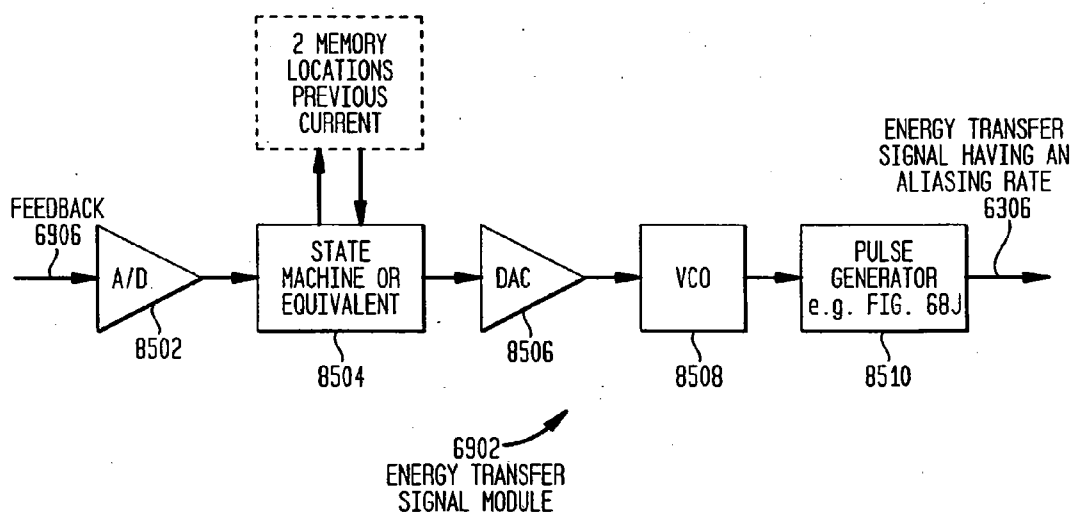 2 MEMORY
LOCATIONS
PREVIOUS
CURRENT
ENERGY TRANSFER
SIGNAL HAVING AN
ALIASING RATE
6306
FEEDBACK
6906
A/D.
STATE
MACHINE OR
EQUIVALENT
DAC
VCO
PULSE
GENERATOR
e.g. FIG. 68J
8502
8504
8506
8508
8510
6902
ENERGY TRANSFER
SIGNAL MODULE